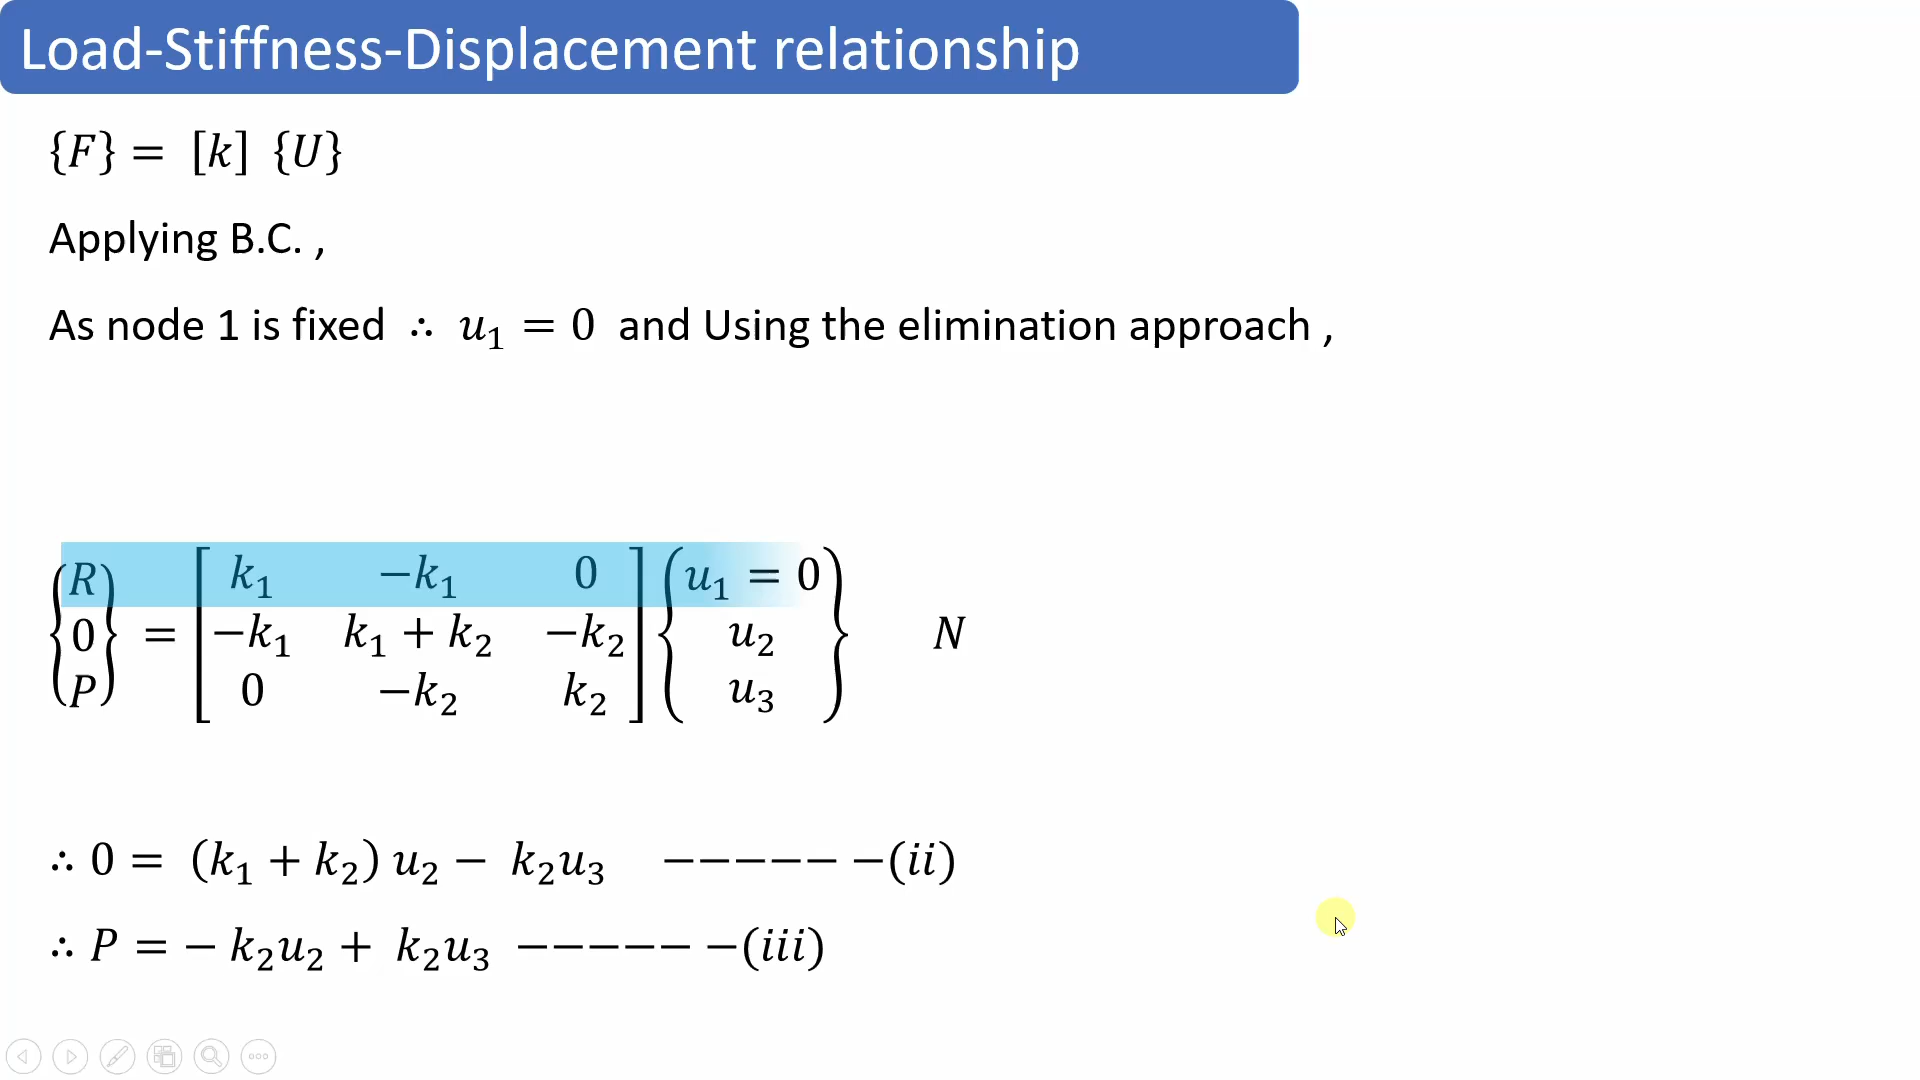 Load-Stiffness-Displacement relationship
{F} = [k] {U}
Applying B.C. ,
As node 1 is fixed ∴ u₁ = 0 and Using the elimination approach ,
{R} [k₁ −k₁ 0] {u₁ = 0}
{0} = [−k₁ k₁ + k₂ −k₂] {u₂} N
{P} [0 −k₂ k₂] {u₃}
∴ 0 = (k₁ + k₂) u₂ − k₂u₃ −−−−− −(ii)
∴ P = − k₂u₂ + k₂u₃ −−−−− −(iii)